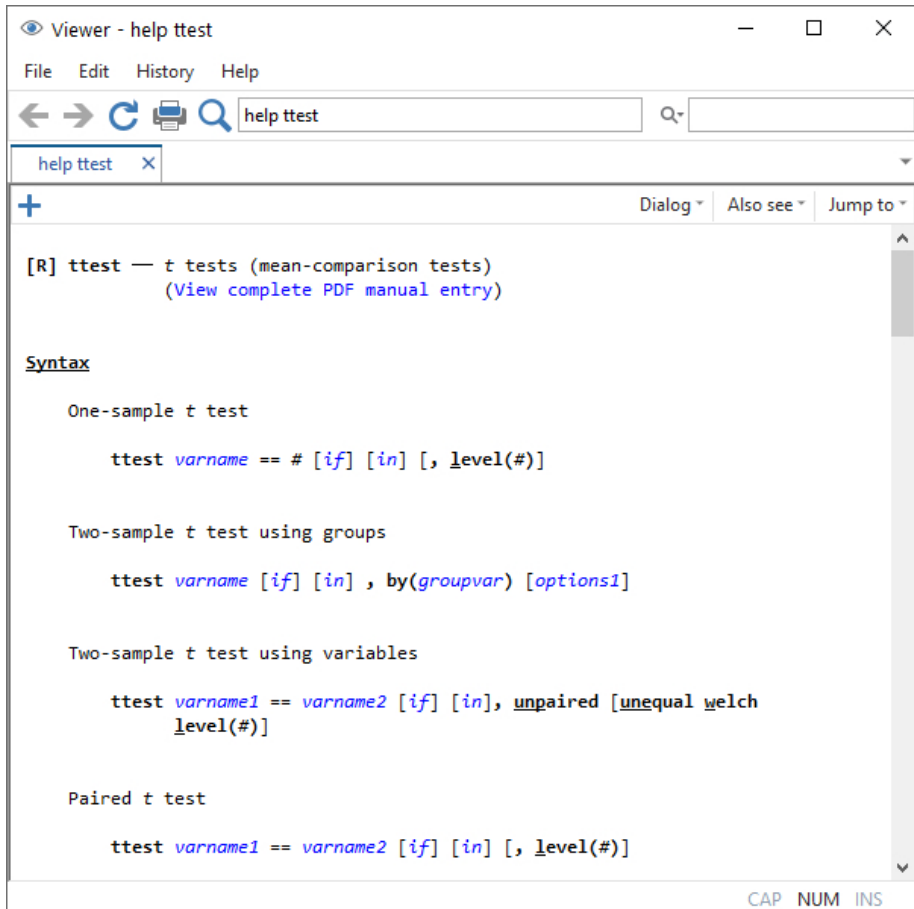 Viewer - help ttest
File Edit History Help
help ttest
help ttest
Dialog Also see Jump to
[R] ttest — t tests (mean-comparison tests)
(View complete PDF manual entry)
Syntax
One-sample t test
ttest varname == # [if] [in] [, level(#)]
Two-sample t test using groups
ttest varname [if] [in] , by(groupvar) [options1]
Two-sample t test using variables
ttest varname1 == varname2 [if] [in], unpaired [unequal welch
level(#)]
Paired t test
ttest varname1 == varname2 [if] [in] [, level(#)]
CAP NUM INS